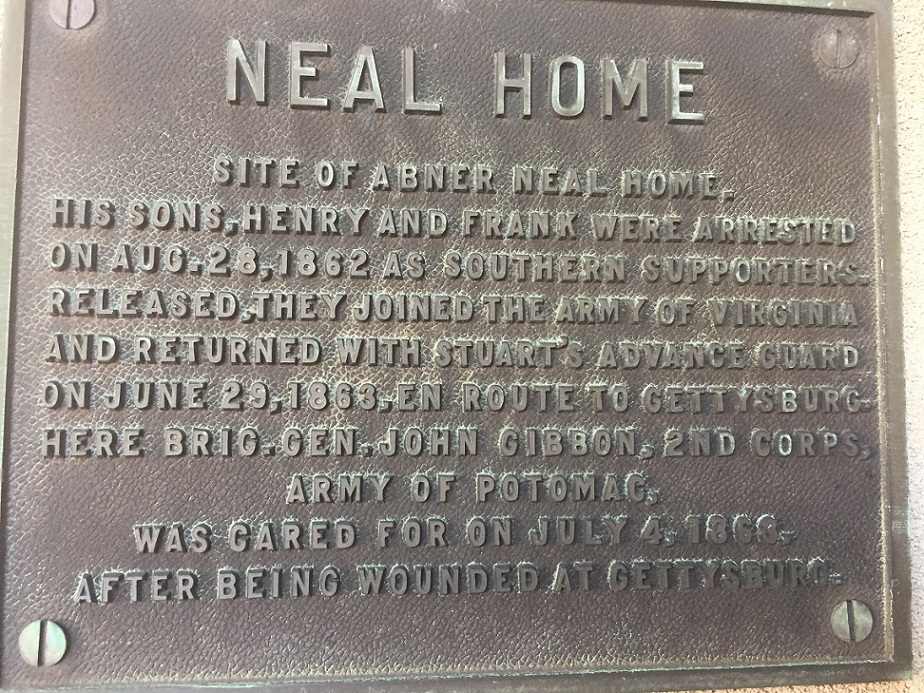 NEAL HOME
SITE OF ABNER NEAL HOME.
HIS SONS, HENRY AND FRANK WERE ARRESTED
ON AUG. 28, 1862 AS SOUTHERN SUPPORTERS.
RELEASED, THEY JOINED THE ARMY OF VIRGINIA
AND RETURNED WITH STUART'S ADVANCE GUARD
ON JUNE 29, 1863, EN ROUTE TO GETTYSBURG.
HERE BRIG. GEN. JOHN GIBBON, 2ND CORPS,
ARMY OF POTOMAC,
WAS CARED FOR ON JULY 4, 1863,
AFTER BEING WOUNDED AT GETTYSBURG.